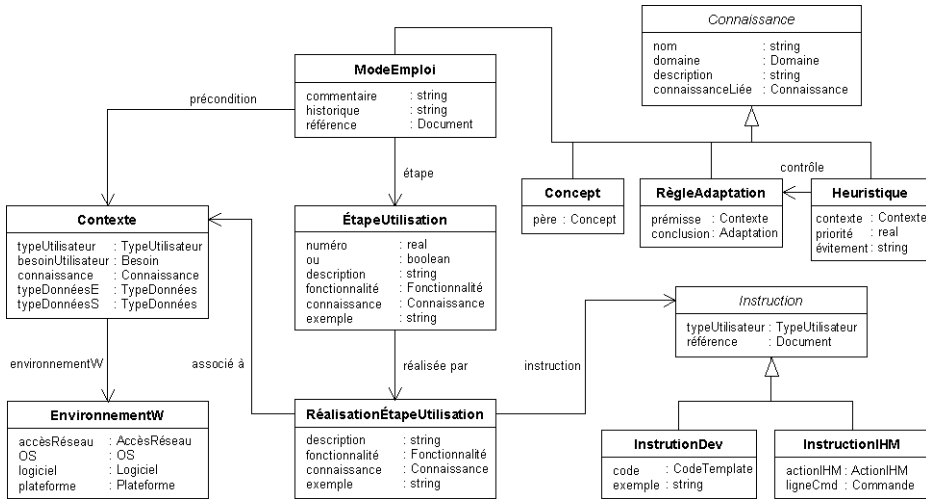 Connaissance
nom : string
domaine : Domaine
description : string
connaissanceLiée : Connaissance
ModeEmploi
commentaire : string
historique : string
référence : Document
précondition
étape
contrôle
Concept
père : Concept
RègleAdaptation
prémisse : Contexte
conclusion : Adaptation
Heuristique
contexte : Contexte
priorité : real
évitement : string
Contexte
typeUtilisateur : TypeUtilisateur
besoinUtilisateur : Besoin
connaissance : Connaissance
typeDonnéesE : TypeDonnées
typeDonnéesS : TypeDonnées
ÉtapeUtilisation
numéro : real
ou : boolean
description : string
fonctionnalité : Fonctionnalité
connaissance : Connaissance
exemple : string
Instruction
typeUtilisateur : TypeUtilisateur
référence : Document
environnementW
associé à
réalisée par
instruction
EnvironnementW
accèsRéseau : AccèsRéseau
OS : OS
logiciel : Logiciel
plateforme : Plateforme
RéalisationÉtapeUtilisation
description : string
fonctionnalité : Fonctionnalité
connaissance : Connaissance
exemple : string
InstrutionDev
code : CodeTemplate
exemple : string
InstructionIHM
actionIHM : ActionIHM
ligneCmd : Commande